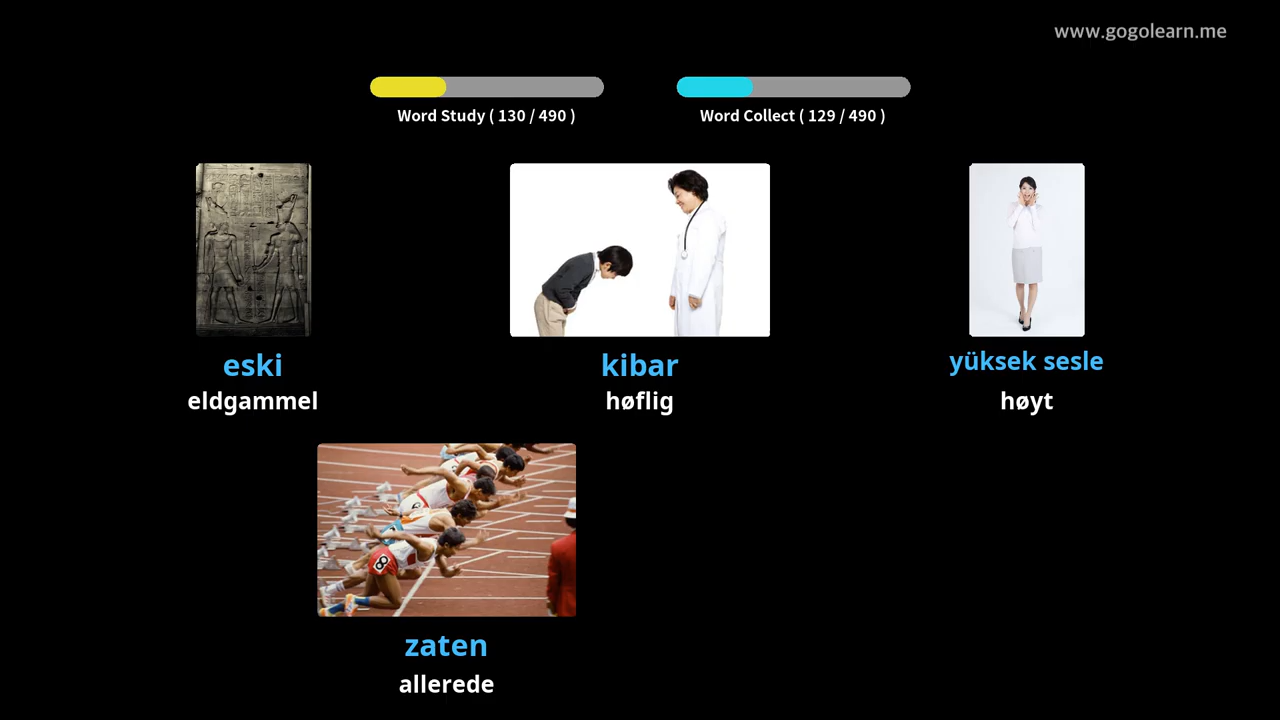 www.gogolearn.me
Word Study ( 130 / 490 )
Word Collect ( 129 / 490 )
eski
eldgammel
kibar
høflig
yüksek sesle
høyt
8
zaten
allerede